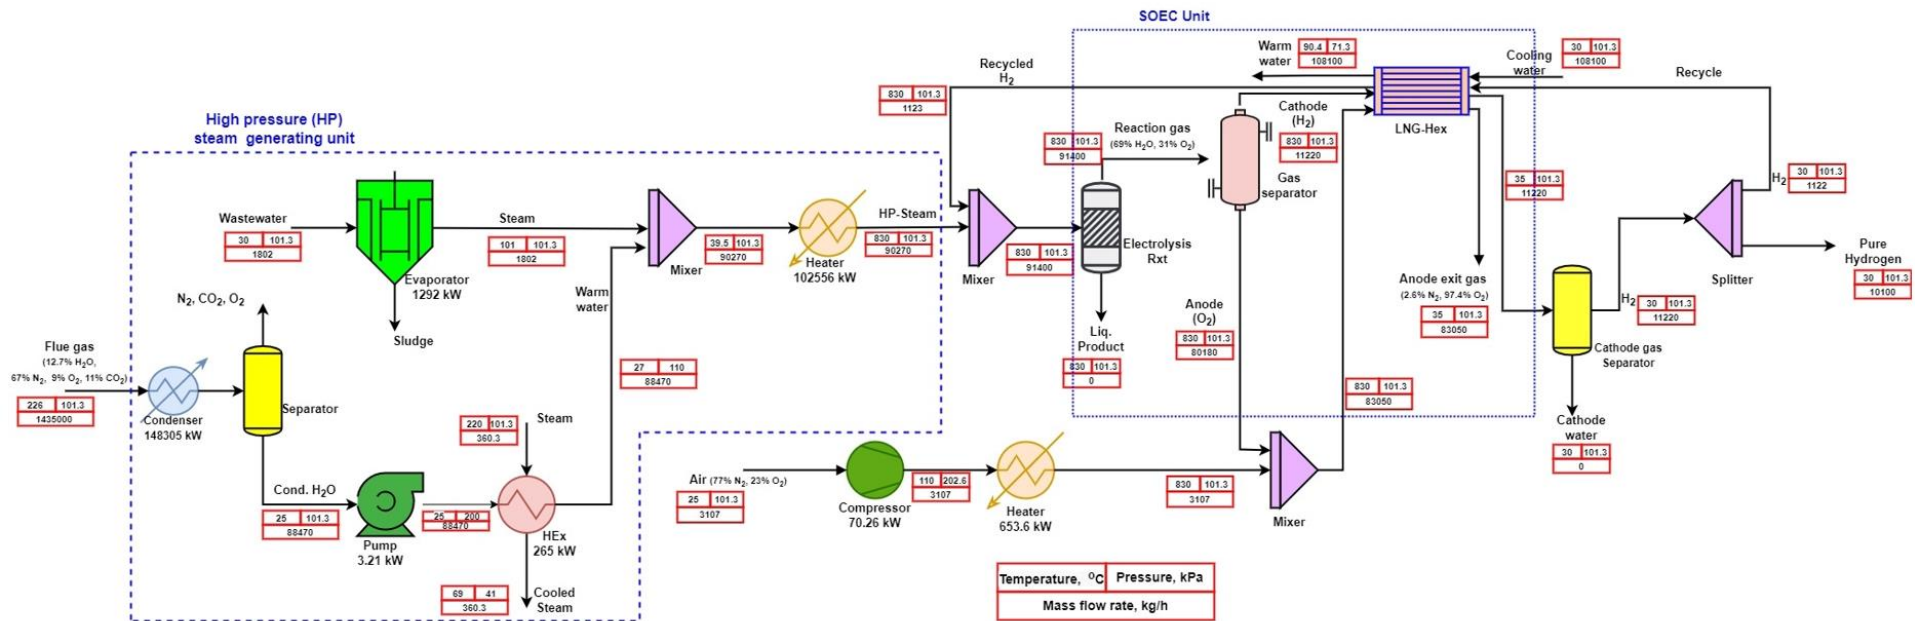 SOEC Unit
Warm
water
90.4 71.3
108100
Cooling
water
30 101.3
108100
Recycled
H₂
830 101.3
1123
Recycle
LNG-Hex
High pressure (HP)
steam generating unit
Reaction gas
(69% H₂O, 31% O₂)
830 101.3
91400
Cathode
(H₂)
830 101.3
11220
Gas
separator
35 101.3
11220
H₂
30 101.3
1122
Wastewater
30 101.3
1802
Evaporator
1292 kW
Sludge
Steam
101 101.3
1802
Mixer
39.5 101.3
90270
Heater
102556 kW
HP-Steam
830 101.3
90270
Mixer
830 101.3
91400
Electrolysis
Rxt
Liq.
Product
830 101.3
0
Anode
(O₂)
830 101.3
80180
Anode exit gas
(2.6% N₂, 97.4% O₂)
35 101.3
83050
Splitter
Pure
Hydrogen
30 101.3
10100
H₂
30 101.3
11220
Cathode gas
Separator
Cathode
water
30 101.3
0
N₂, CO₂, O₂
Flue gas
(12.7% H₂O,
67% N₂, 9% O₂, 11% CO₂)
226 101.3
1435000
Condenser
148305 kW
Separator
Warm
water
27 110
88470
Cond. H₂O
25 101.3
88470
Pump
3.21 kW
25 200
88470
Steam
220 101.3
360.3
HEx
265 kW
69 41
360.3
Cooled
Steam
Air (77% N₂, 23% O₂)
25 101.3
3107
Compressor
70.26 kW
110 202.6
3107
Heater
653.6 kW
830 101.3
3107
Mixer
830 101.3
83050
Temperature, ᴼC Pressure, kPa
Mass flow rate, kg/h